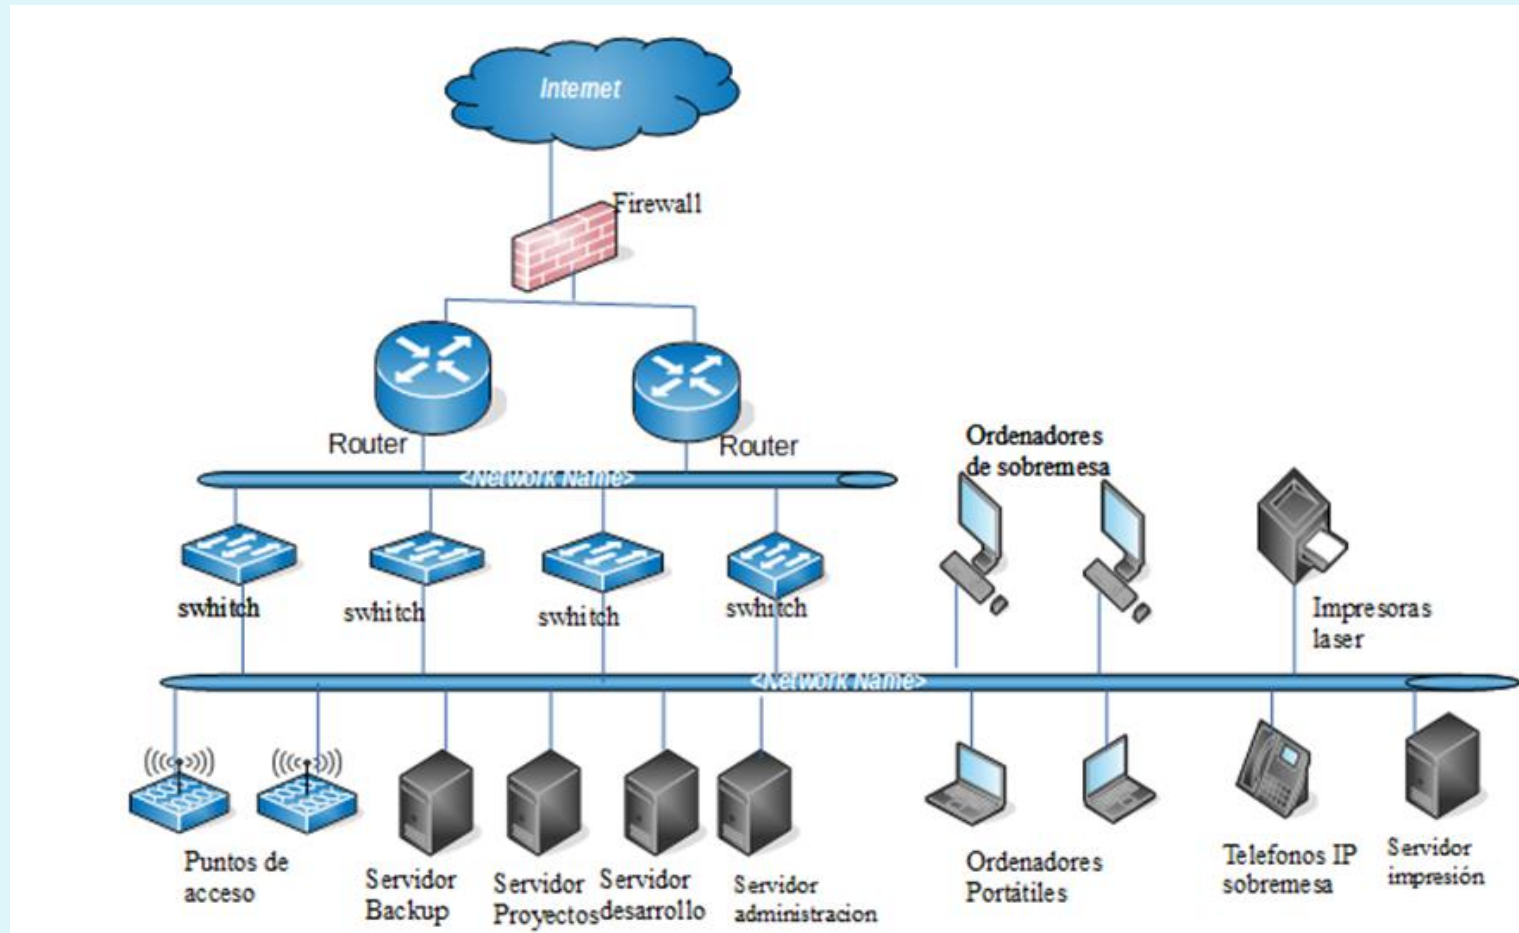 Internet
Firewall
Router
Router
<Network Name>
Ordenadores
de sobremesa
swhitch
swhitch
swhitch
swhitch
Impresoras
laser
<Network Name>
Puntos de
acceso
Servidor
Backup
Servidor
Proyectos
Servidor
desarrollo
Servidor
administracion
Ordenadores
Portátiles
Telefonos IP
sobremesa
Servidor
impresión